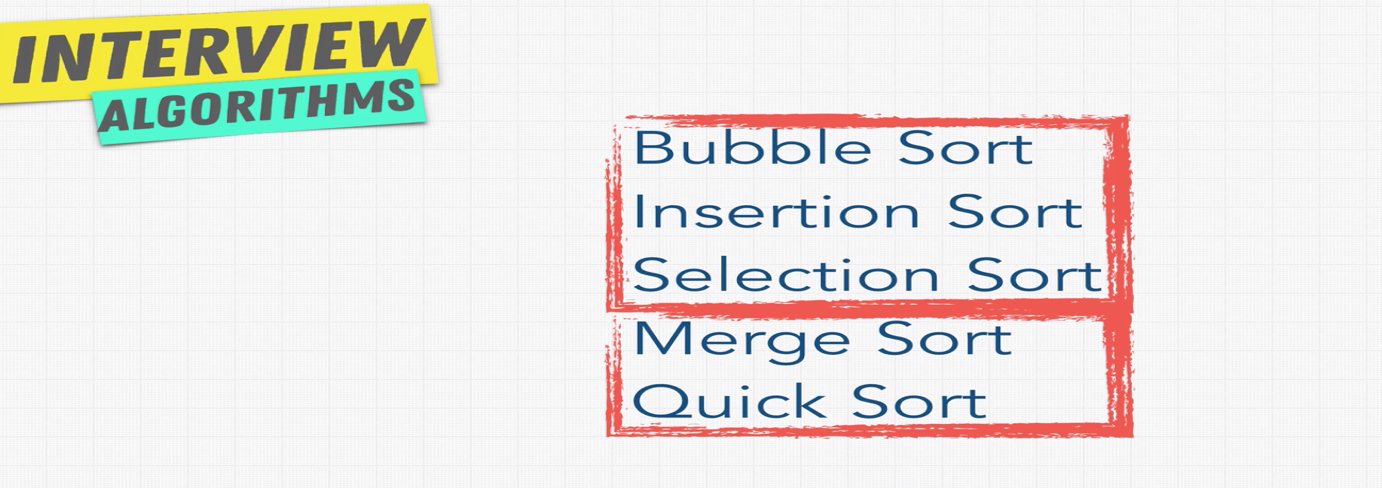 INTERVIEW
ALGORITHMS
Bubble Sort
Insertion Sort
Selection Sort
Merge Sort
Quick Sort